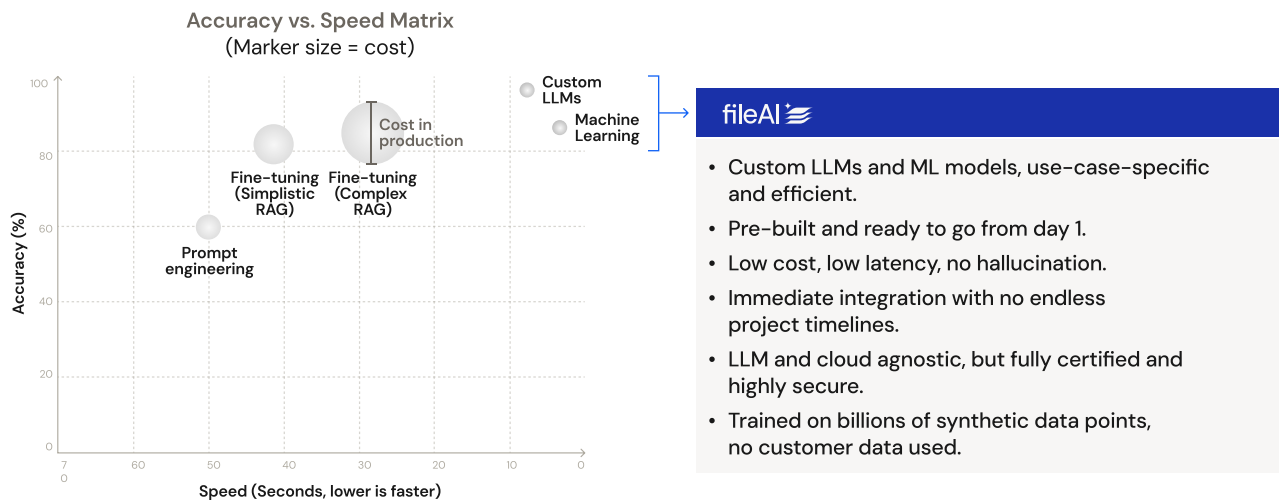 Accuracy vs. Speed Matrix
(Marker size = cost)
100
80
60
40
20
0
Accuracy (%)
Custom
LLMs
Machine
Learning
Cost in
production
Fine-tuning
(Simplistic
RAG)
Fine-tuning
(Complex
RAG)
Prompt
engineering
7
0
60
50
40
30
20
10
0
Speed (Seconds, lower is faster)
fileAI
• Custom LLMs and ML models, use-case-specific
and efficient.
• Pre-built and ready to go from day 1.
• Low cost, low latency, no hallucination.
• Immediate integration with no endless
project timelines.
• LLM and cloud agnostic, but fully certified and
highly secure.
• Trained on billions of synthetic data points,
no customer data used.